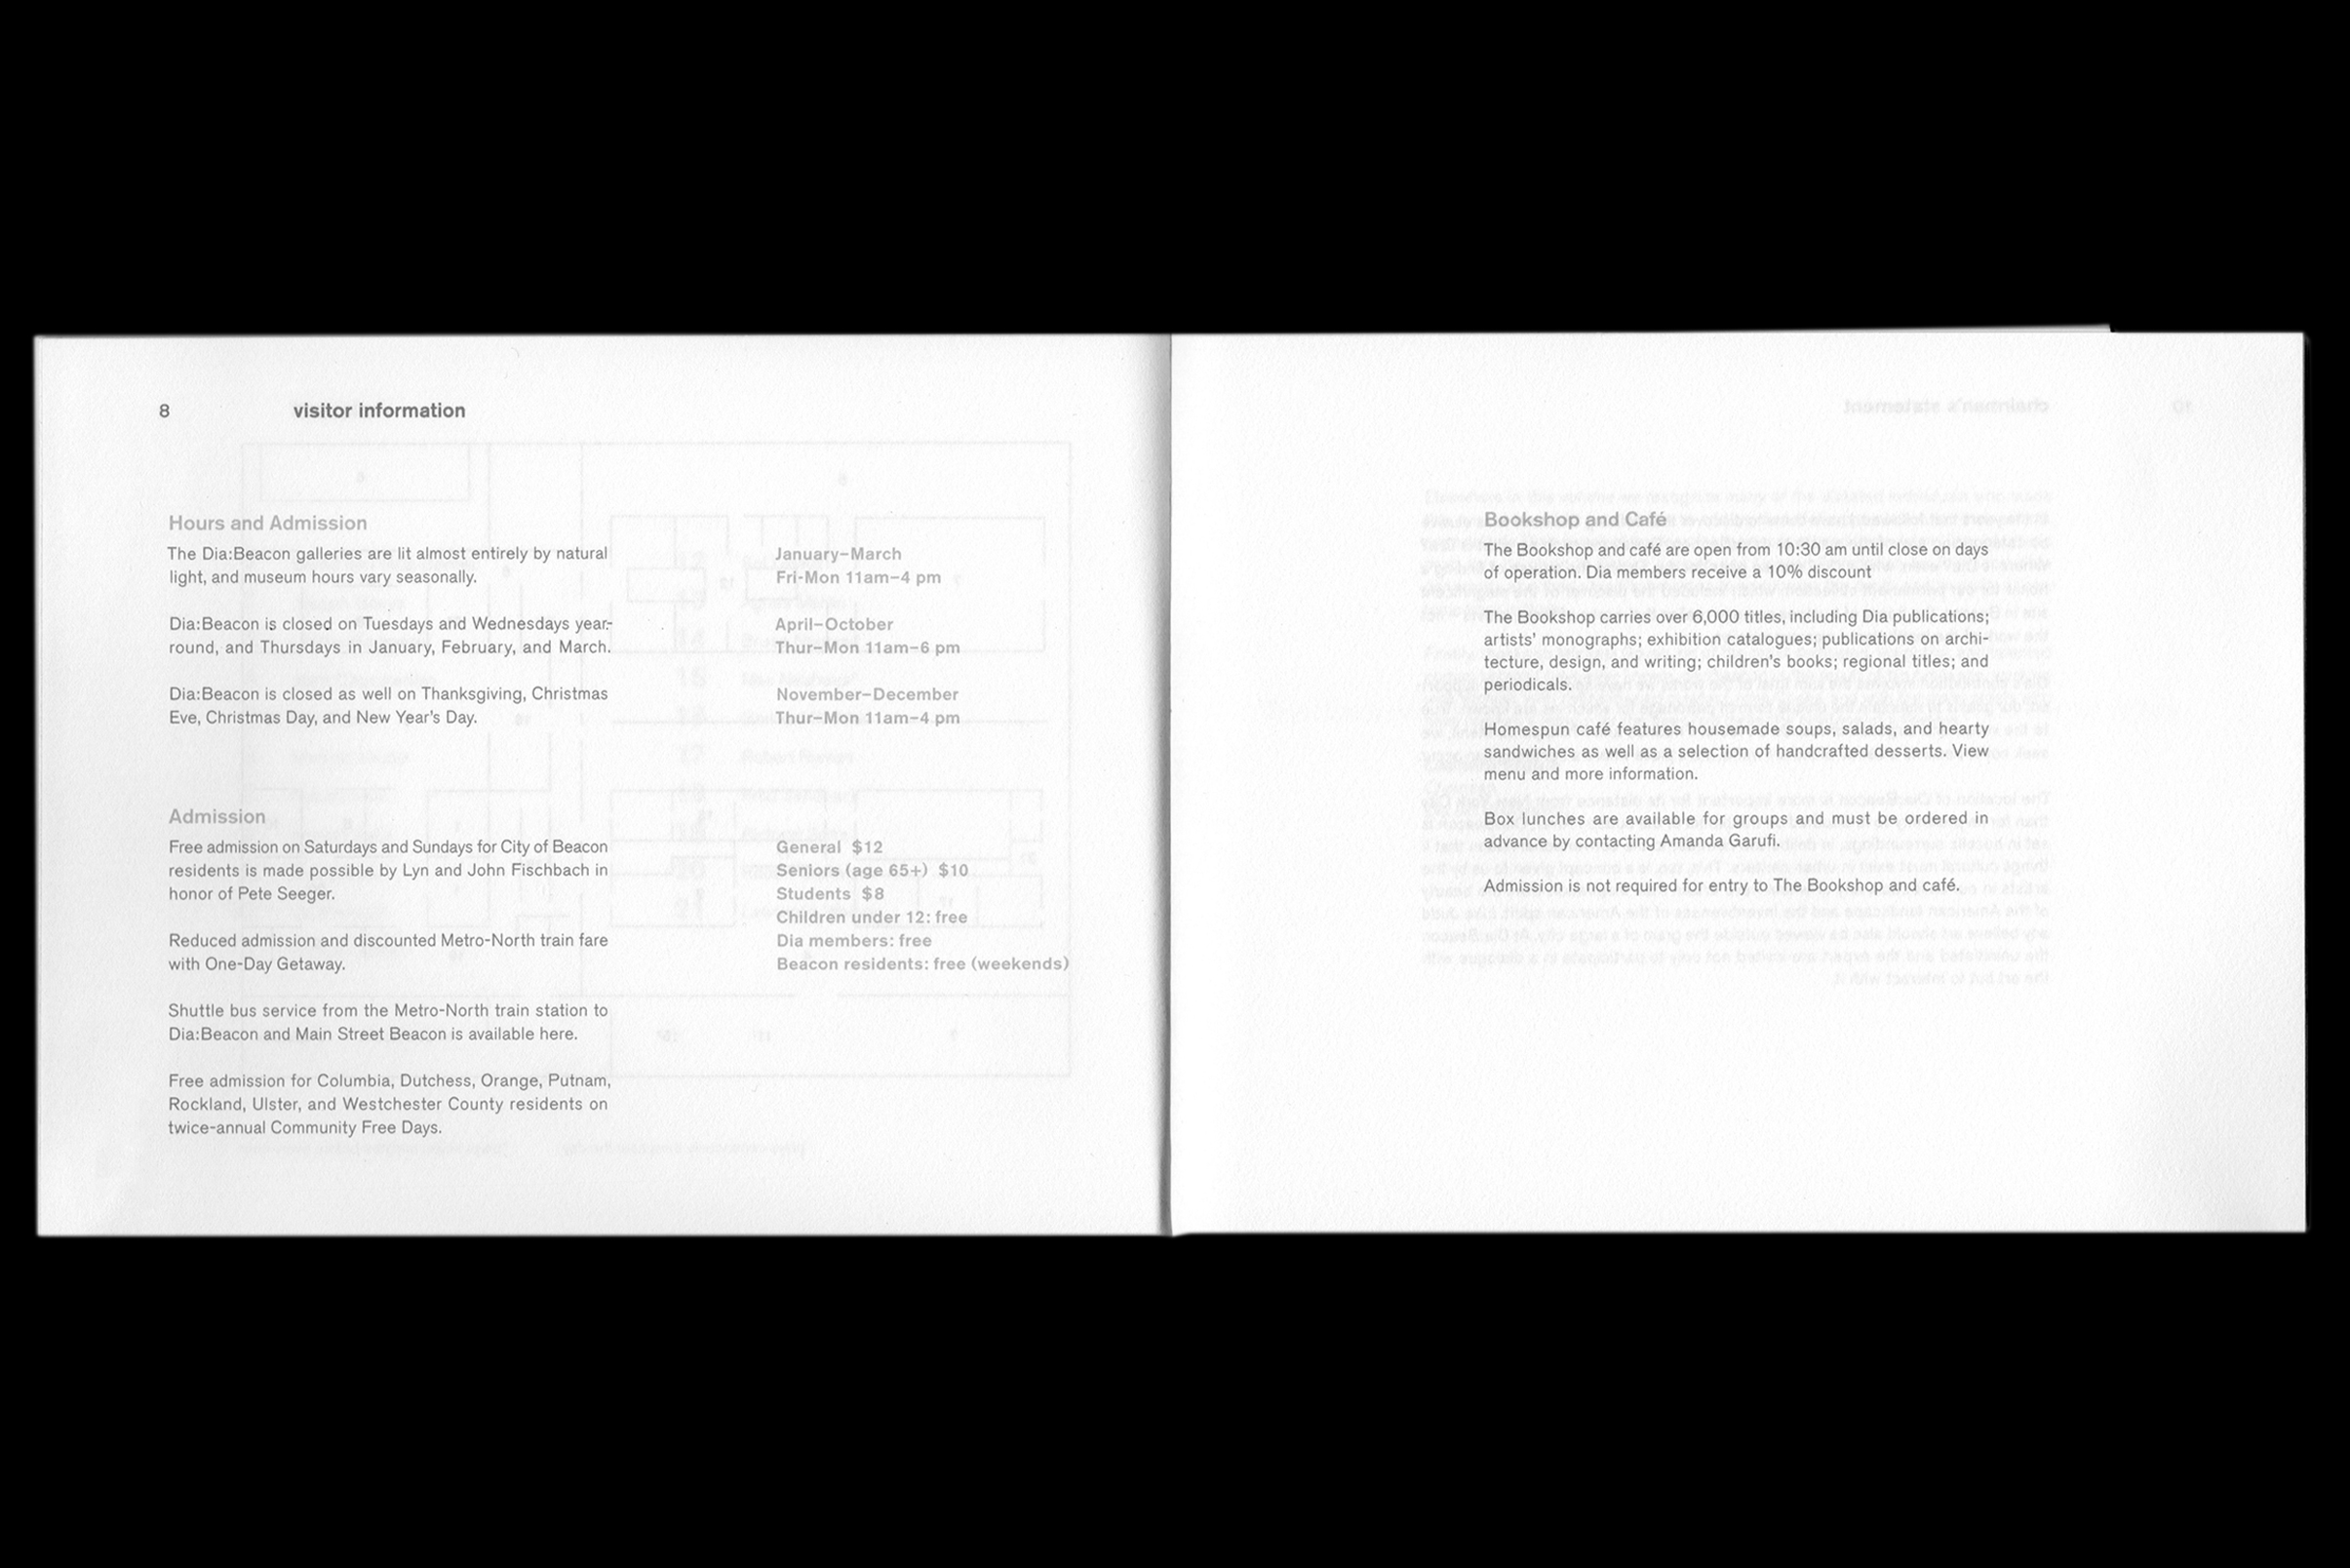 8 visitor information
Hours and Admission
The Dia:Beacon galleries are lit almost entirely by natural
light, and museum hours vary seasonally.
Dia:Beacon is closed on Tuesdays and Wednesdays year-
round, and Thursdays in January, February, and March.
Dia:Beacon is closed as well on Thanksgiving, Christmas
Eve, Christmas Day, and New Year's Day.
January–March
Fri-Mon 11am–4 pm
April–October
Thur–Mon 11am–6 pm
November–December
Thur–Mon 11am–4 pm
Admission
Free admission on Saturdays and Sundays for City of Beacon
residents is made possible by Lyn and John Fischbach in
honor of Pete Seeger.
Reduced admission and discounted Metro-North train fare
with One-Day Getaway.
Shuttle bus service from the Metro-North train station to
Dia:Beacon and Main Street Beacon is available here.
Free admission for Columbia, Dutchess, Orange, Putnam,
Rockland, Ulster, and Westchester County residents on
twice-annual Community Free Days.
General $12
Seniors (age 65+) $10
Students $8
Children under 12: free
Dia members: free
Beacon residents: free (weekends)
Bookshop and Café
The Bookshop and café are open from 10:30 am until close on days
of operation. Dia members receive a 10% discount
The Bookshop carries over 6,000 titles, including Dia publications;
artists' monographs; exhibition catalogues; publications on archi-
tecture, design, and writing; children's books; regional titles; and
periodicals.
Homespun café features housemade soups, salads, and hearty
sandwiches as well as a selection of handcrafted desserts. View
menu and more information.
Box lunches are available for groups and must be ordered in
advance by contacting Amanda Garufi.
Admission is not required for entry to The Bookshop and café.